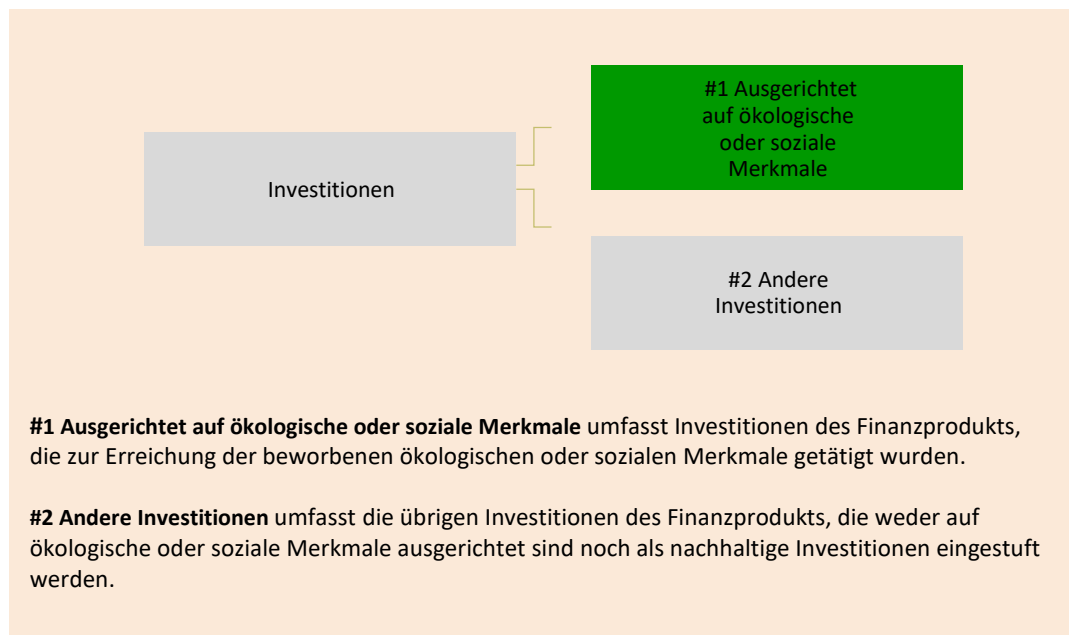 #1 Ausgerichtet
auf ökologische
oder soziale
Merkmale
Investitionen
#2 Andere
Investitionen
#1 Ausgerichtet auf ökologische oder soziale Merkmale umfasst Investitionen des Finanzprodukts,
die zur Erreichung der beworbenen ökologischen oder sozialen Merkmale getätigt wurden.
#2 Andere Investitionen umfasst die übrigen Investitionen des Finanzprodukts, die weder auf
ökologische oder soziale Merkmale ausgerichtet sind noch als nachhaltige Investitionen eingestuft
werden.